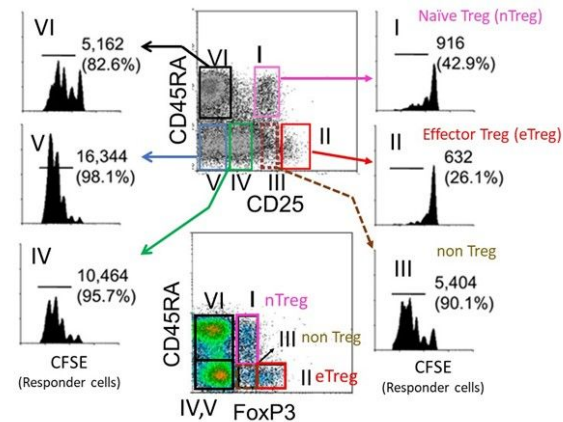 VI
5,162
(82.6%)
V
16,344
(98.1%)
IV
10,464
(95.7%)
CFSE
(Responder cells)
CD45RA
VI
I
II
V
IV
III
CD25
CD45RA
VI
I
nTreg
III
non Treg
II
eTreg
IV,V
FoxP3
Naïve Treg (nTreg)
I
916
(42.9%)
Effector Treg (eTreg)
II
632
(26.1%)
non Treg
III
5,404
(90.1%)
CFSE
(Responder cells)